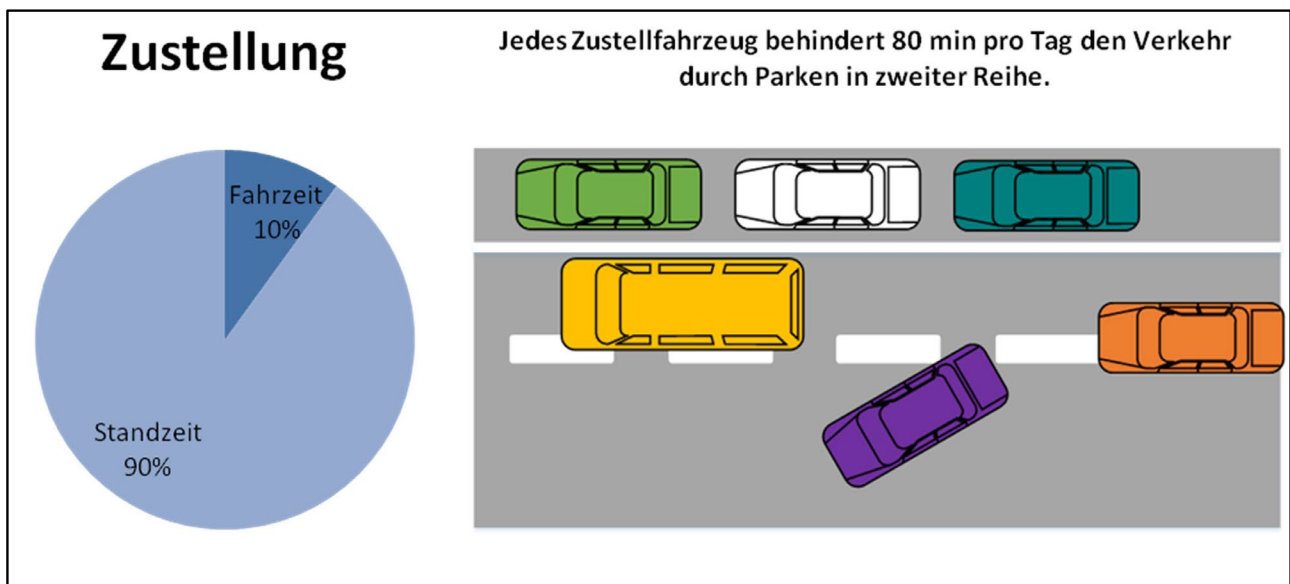 Zustellung
Jedes Zustellfahrzeug behindert 80 min pro Tag den Verkehr
durch Parken in zweiter Reihe.
Fahrzeit
10%
Standzeit
90%